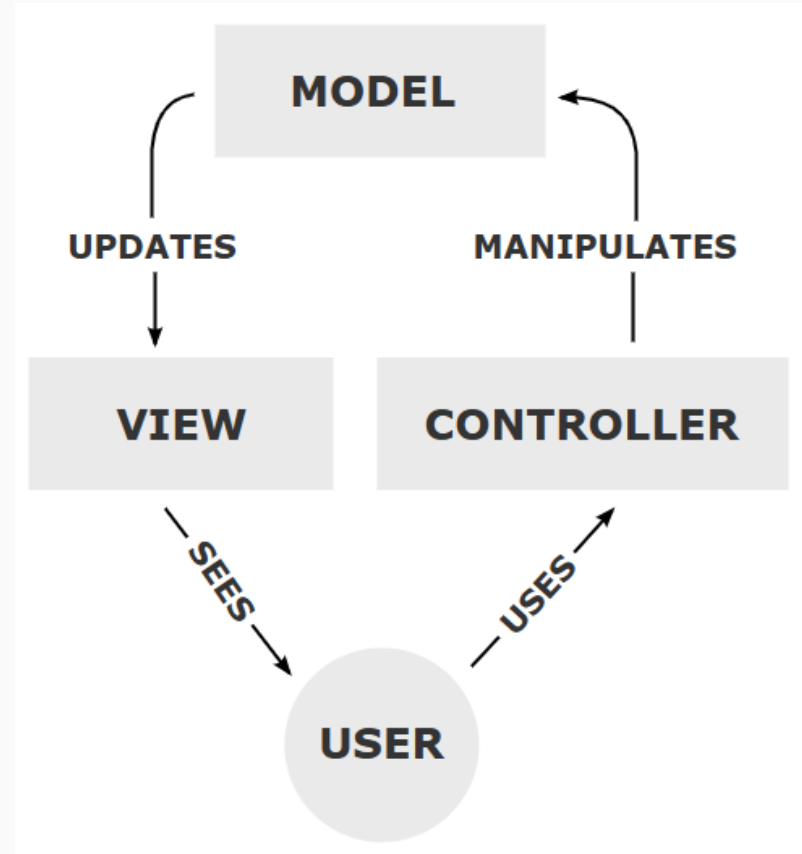 MODEL
UPDATES
MANIPULATES
VIEW
CONTROLLER
SEES
USES
USER